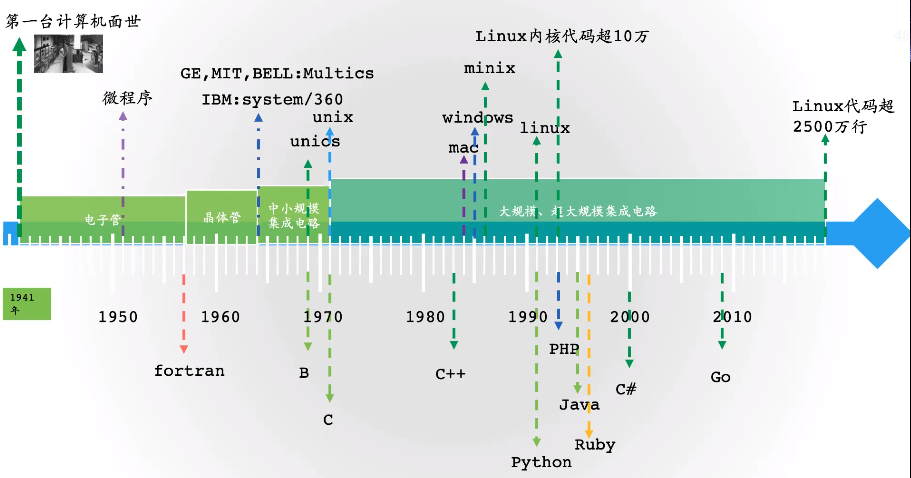 第一台计算机面世
Linux内核代码超10万
GE,MIT,BELL:Multics
minix
微程序
IBM:system/360
Linux代码超
2500万行
unix
windows
linux
unics
mac
电子管
晶体管
中小规模
集成电路
大规模、超大规模集成电路
1941
年
1950
1960
1970
1980
1990
2000
2010
fortran
B
C++
PHP
C#
Go
C
Java
Ruby
Python